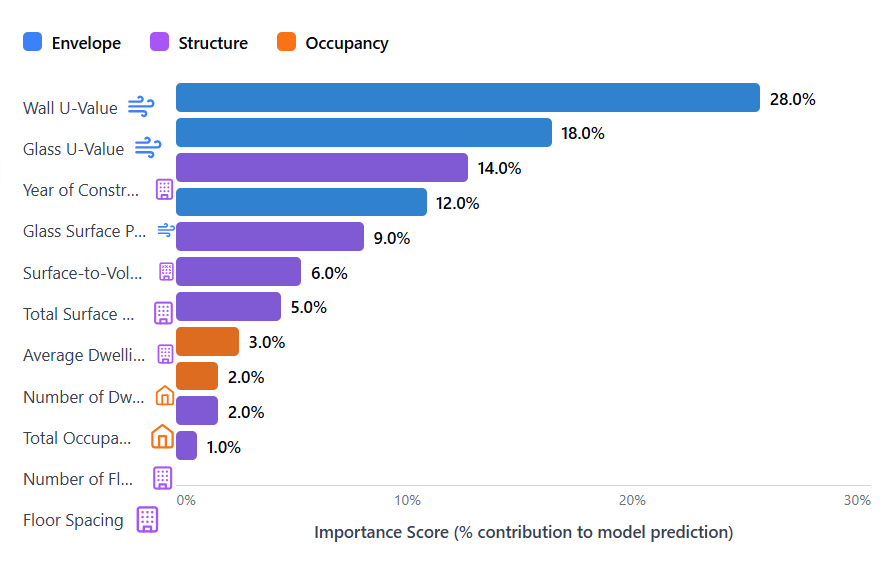 Envelope Structure Occupancy
Wall U-Value 28.0%
Glass U-Value 18.0%
Year of Constr... 14.0%
Glass Surface P... 12.0%
Surface-to-Vol... 9.0%
Total Surface ... 6.0%
Average Dwelli... 5.0%
Number of Dw... 3.0%
Total Occupa... 2.0%
Number of Fl... 2.0%
Floor Spacing 1.0%
0% 10% 20% 30%
Importance Score (% contribution to model prediction)